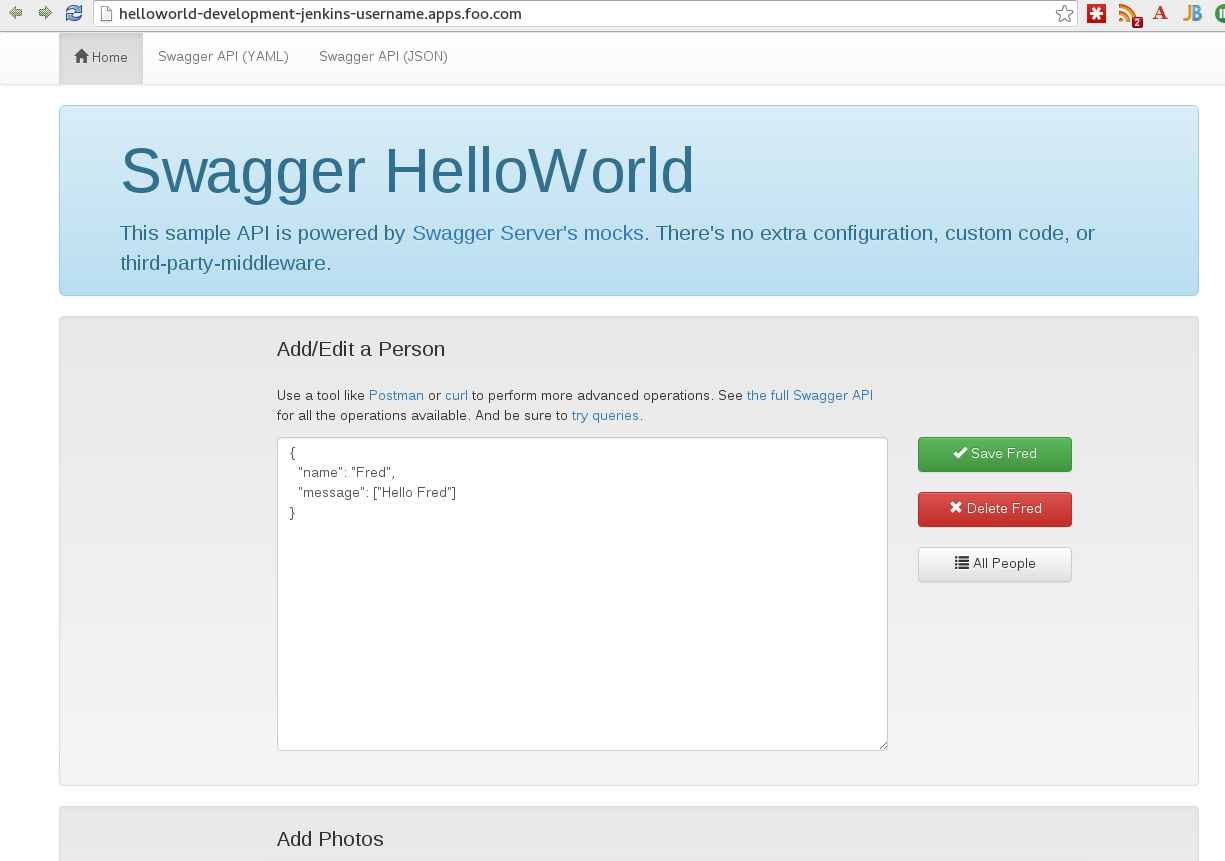 helloworld-development-jenkins-username.apps.foo.com
2
A
JB
Home
Swagger API (YAML)
Swagger API (JSON)
Swagger HelloWorld
This sample API is powered by Swagger Server's mocks. There's no extra configuration, custom code, or
third-party-middleware.
Add/Edit a Person
Use a tool like Postman or curl to perform more advanced operations. See the full Swagger API
for all the operations available. And be sure to try queries.
{
"name": "Fred",
"message": ["Hello Fred"]
}
Save Fred
Delete Fred
All People
Add Photos